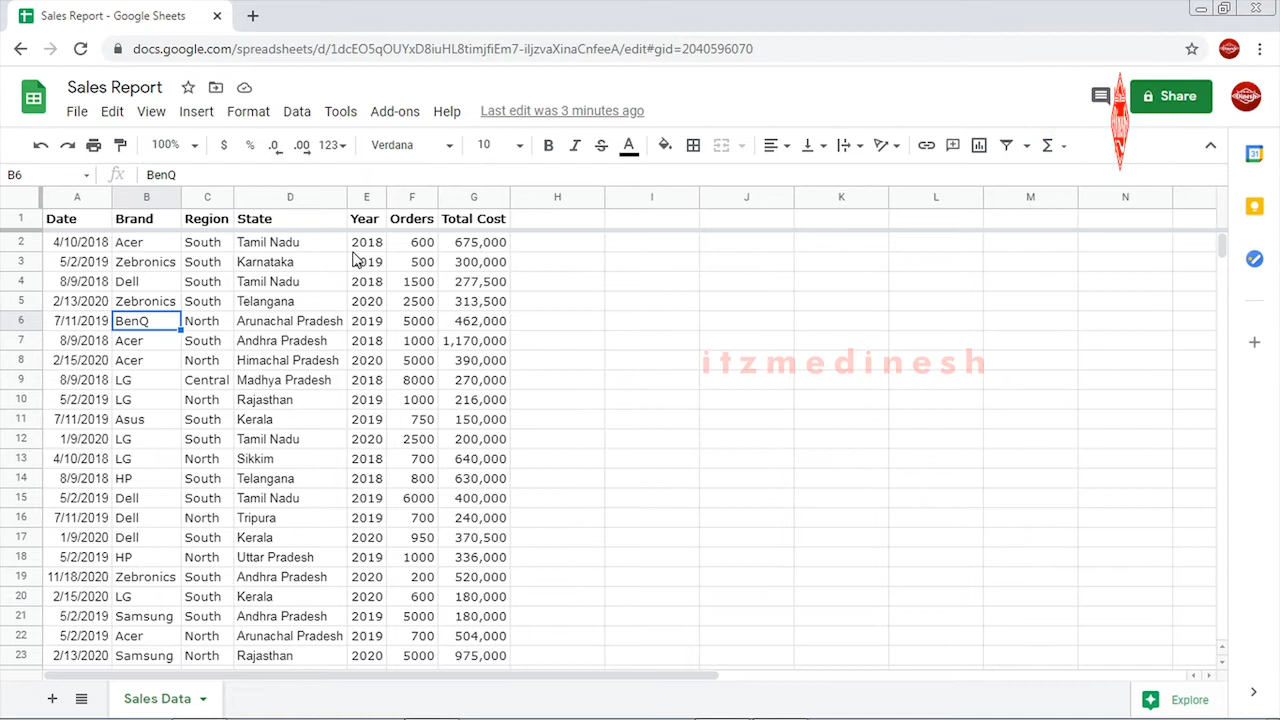 Sales Report - Google Sheets
docs.google.com/spreadsheets/d/1dcEO5qOUYxD8iuHL8timjfiEm7-iljzvaXinaCnfeeA/edit#gid=2040596070
Sales Report
File Edit View Insert Format Data Tools Add-ons Help Last edit was 3 minutes ago
Share
Dinesh
100% $ % .0 .00 123 Verdana 10 B I S A
B6 fx BenQ
A B C D E F G H I J K L M N
1 Date Brand Region State Year Orders Total Cost
2 4/10/2018 Acer South Tamil Nadu 2018 600 675,000
3 5/2/2019 Zebronics South Karnataka 2019 500 300,000
4 8/9/2018 Dell South Tamil Nadu 2018 1500 277,500
5 2/13/2020 Zebronics South Telangana 2020 2500 313,500
6 7/11/2019 BenQ North Arunachal Pradesh 2019 5000 462,000
7 8/9/2018 Acer South Andhra Pradesh 2018 1000 1,170,000
8 2/15/2020 Acer North Himachal Pradesh 2020 5000 390,000
itzmedinesh
9 8/9/2018 LG Central Madhya Pradesh 2018 8000 270,000
10 5/2/2019 LG North Rajasthan 2019 1000 216,000
11 7/11/2019 Asus South Kerala 2019 750 150,000
12 1/9/2020 LG South Tamil Nadu 2020 2500 200,000
13 4/10/2018 LG North Sikkim 2018 700 640,000
14 8/9/2018 HP South Telangana 2018 800 630,000
15 5/2/2019 Dell South Tamil Nadu 2019 6000 400,000
16 7/11/2019 Dell North Tripura 2019 700 240,000
17 1/9/2020 Dell South Kerala 2020 950 370,500
18 5/2/2019 HP North Uttar Pradesh 2019 1000 336,000
19 11/18/2020 Zebronics South Andhra Pradesh 2020 200 520,000
20 2/15/2020 LG South Kerala 2020 600 180,000
21 5/2/2019 Samsung South Andhra Pradesh 2019 5000 180,000
22 5/2/2019 Acer North Arunachal Pradesh 2019 700 504,000
23 2/13/2020 Samsung North Rajasthan 2020 5000 975,000
Sales Data
Explore
31